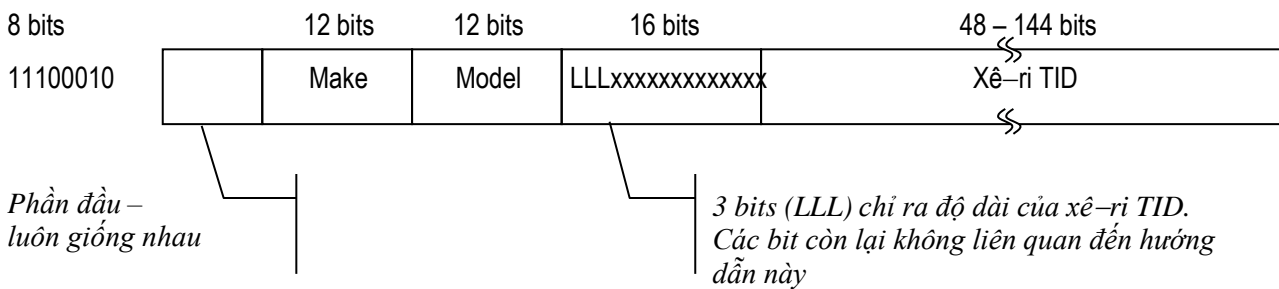 8 bits 12 bits 12 bits 16 bits 48 – 144 bits
11100010 Make Model LLLxxxxxxxxxxxxx Xê–ri TID
Phần đầu –
luôn giống nhau
3 bits (LLL) chỉ ra độ dài của xê–ri TID.
Các bit còn lại không liên quan đến hướng
dẫn này